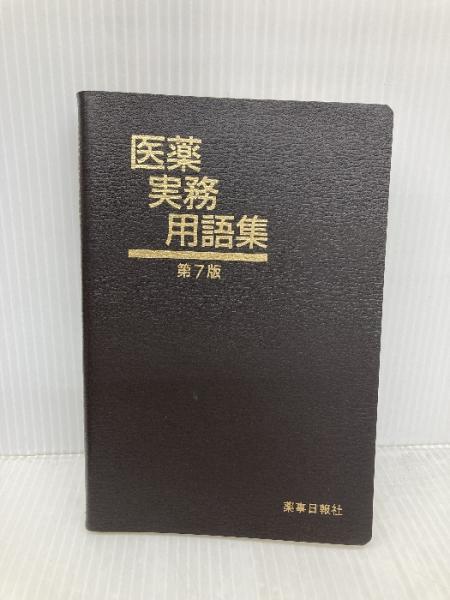 医薬
実務
用語集
第7版
薬事日報社